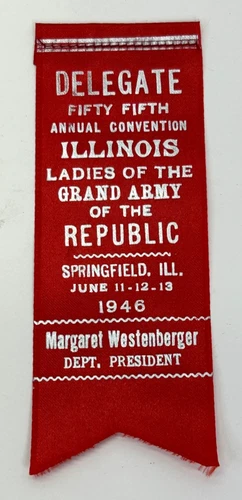 DELEGATE
FIFTY FIFTH
ANNUAL CONVENTION
ILLINOIS
LADIES OF THE
GRAND ARMY
OF THE
REPUBLIC
SPRINGFIELD, ILL.
JUNE 11-12-13
1946
Margaret Westenberger
DEPT. PRESIDENT